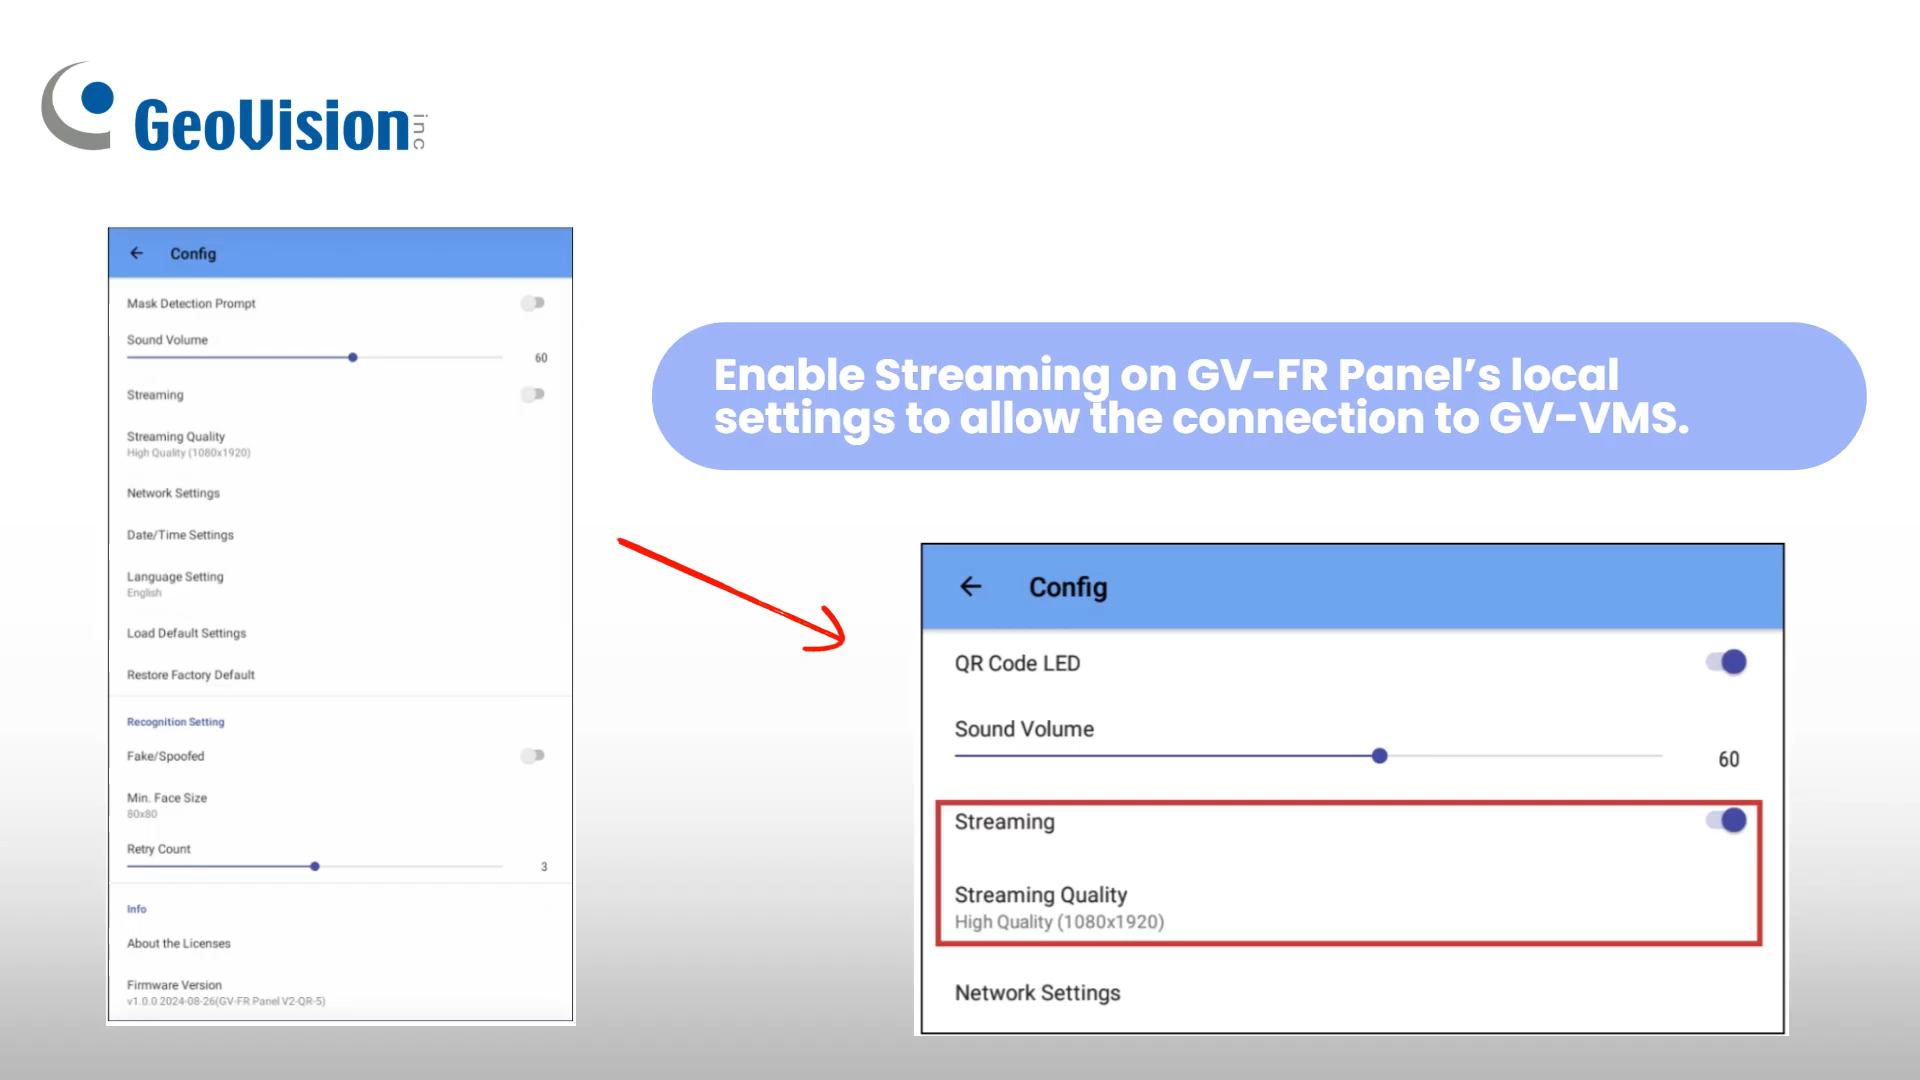 GeoVision inc
Config
Mask Detection Prompt
Sound Volume
60
Streaming
Streaming Quality
High Quality (1080x1920)
Network Settings
Date/Time Settings
Language Setting
English
Load Default Settings
Restore Factory Default
Recognition Setting
Fake/Spoofed
Min. Face Size
80x80
Retry Count
3
Info
About the Licenses
Firmware Version
v1.0.0 2024-08-26(GV-FR Panel V2-QR-5)
Enable Streaming on GV-FR Panel’s local
settings to allow the connection to GV-VMS.
Config
QR Code LED
Sound Volume
60
Streaming
Streaming Quality
High Quality (1080x1920)
Network Settings